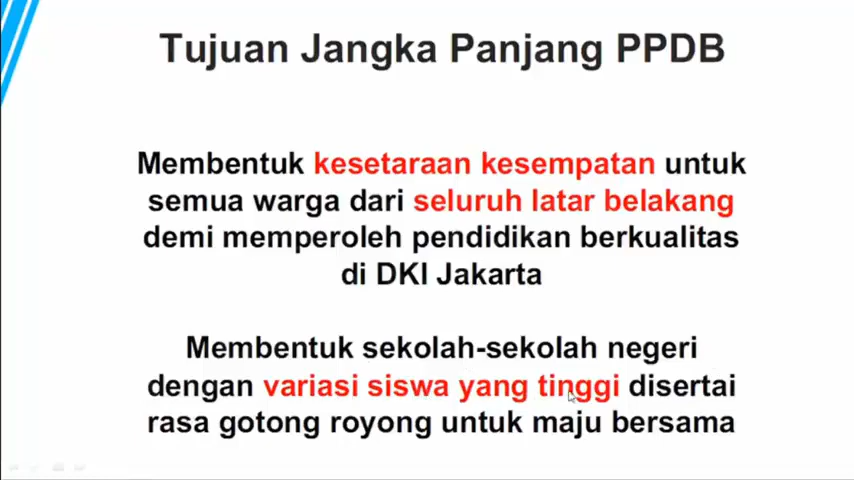 Tujuan Jangka Panjang PPDB
Membentuk kesetaraan kesempatan untuk
semua warga dari seluruh latar belakang
demi memperoleh pendidikan berkualitas
di DKI Jakarta
Membentuk sekolah-sekolah negeri
dengan variasi siswa yang tinggi disertai
rasa gotong royong untuk maju bersama